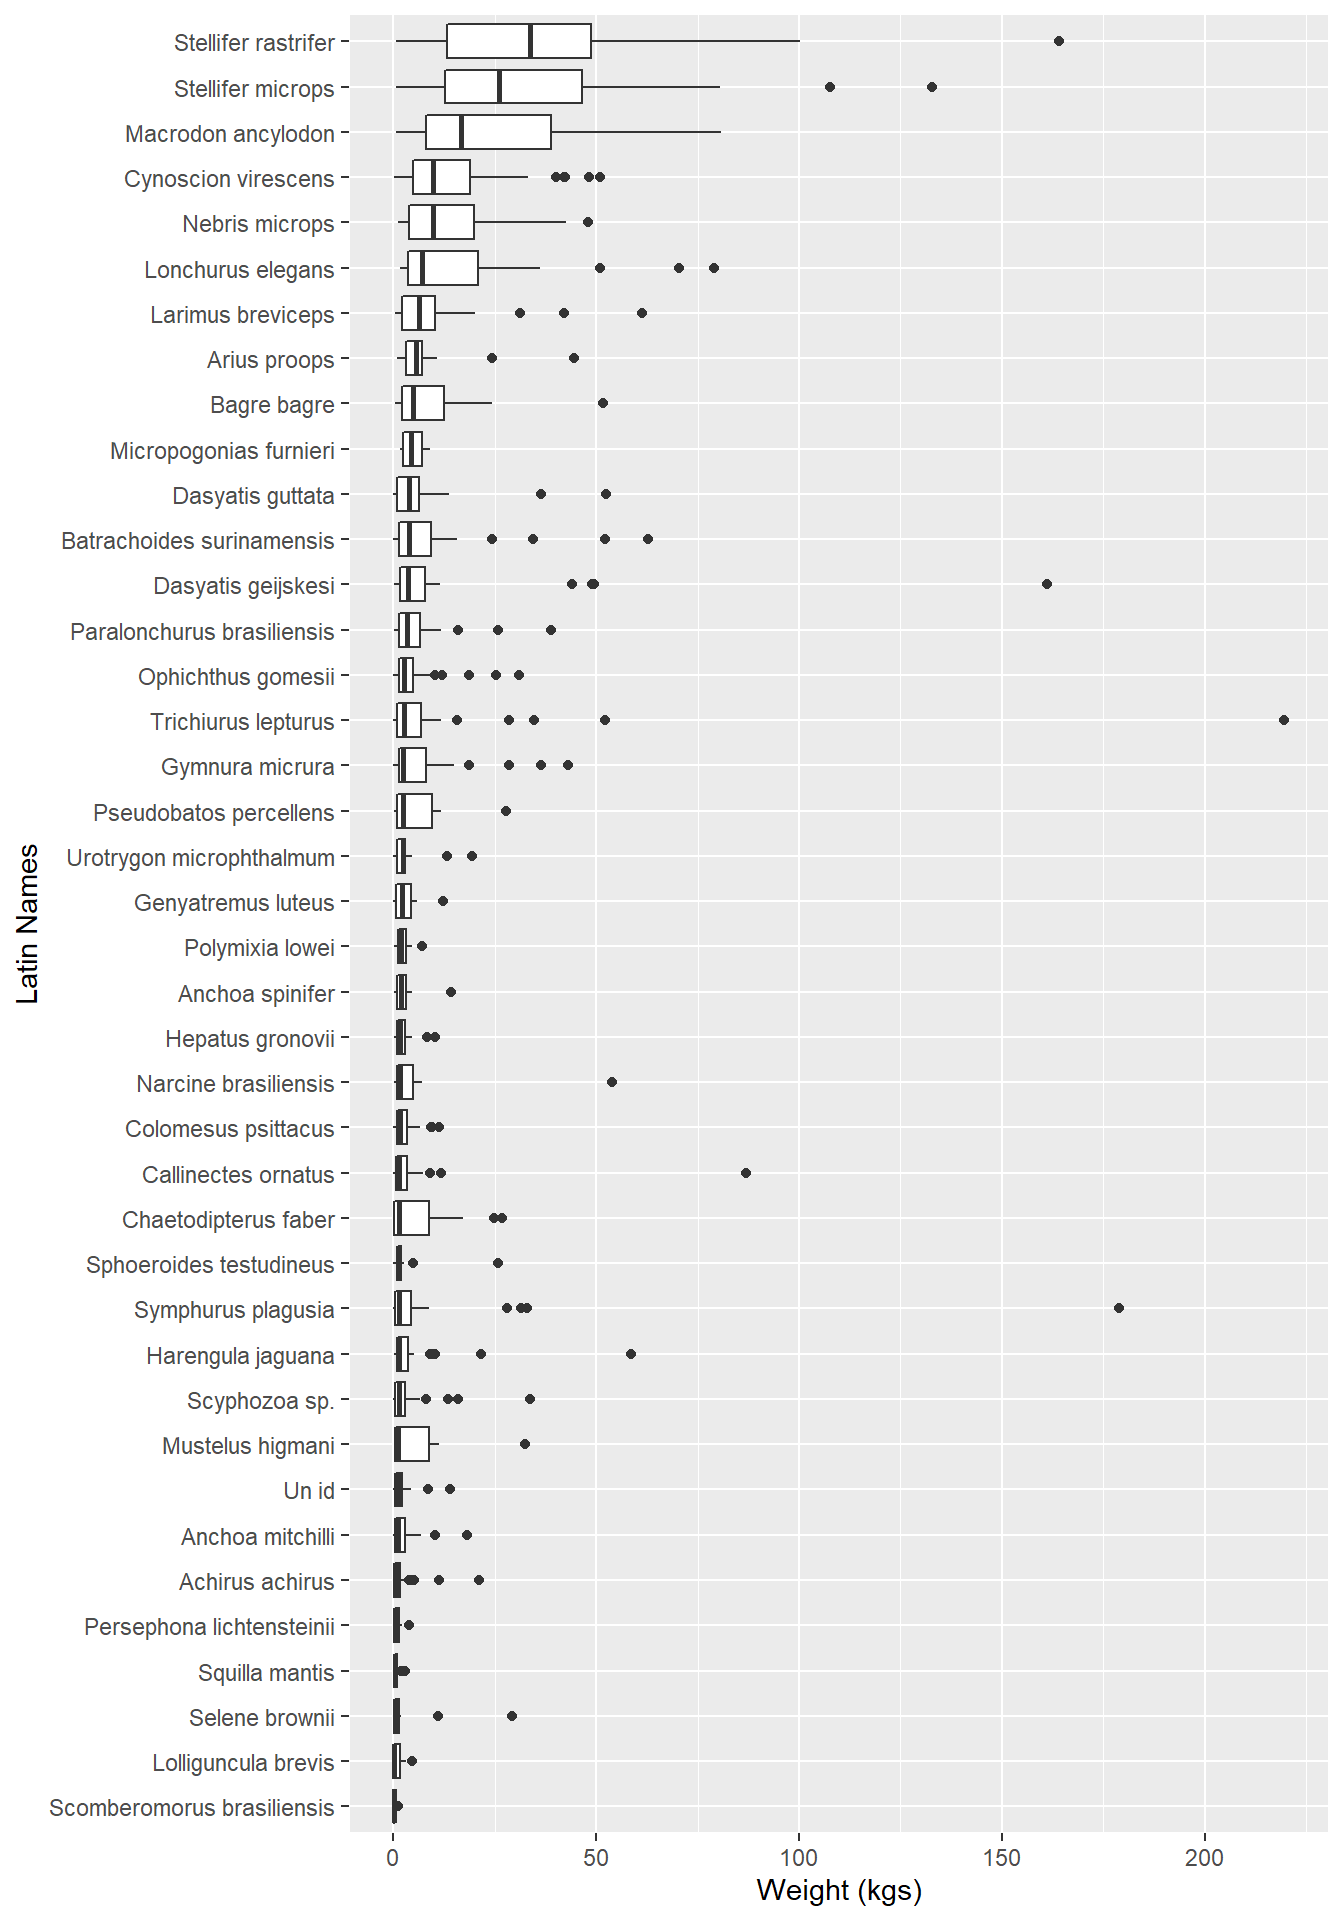 Stellifer rastrifer
Stellifer microps
Macrodon ancylodon
Cynoscion virescens
Nebris microps
Lonchurus elegans
Larimus breviceps
Arius proops
Bagre bagre
Micropogonias furnieri
Dasyatis guttata
Batrachoides surinamensis
Dasyatis geijskesi
Paralonchurus brasiliensis
Ophichthus gomesii
Trichiurus lepturus
Gymnura micrura
Pseudobatos percellens
Urotrygon microphthalmum
Genyatremus luteus
Polymixia lowei
Anchoa spinifer
Hepatus gronovii
Narcine brasiliensis
Colomesus psittacus
Callinectes ornatus
Chaetodipterus faber
Sphoeroides testudineus
Symphurus plagusia
Harengula jaguana
Scyphozoa sp.
Mustelus higmani
Un id
Anchoa mitchilli
Achirus achirus
Persephona lichtensteinii
Squilla mantis
Selene brownii
Lolliguncula brevis
Scomberomorus brasiliensis
Latin Names
0 50 100 150 200
Weight (kgs)